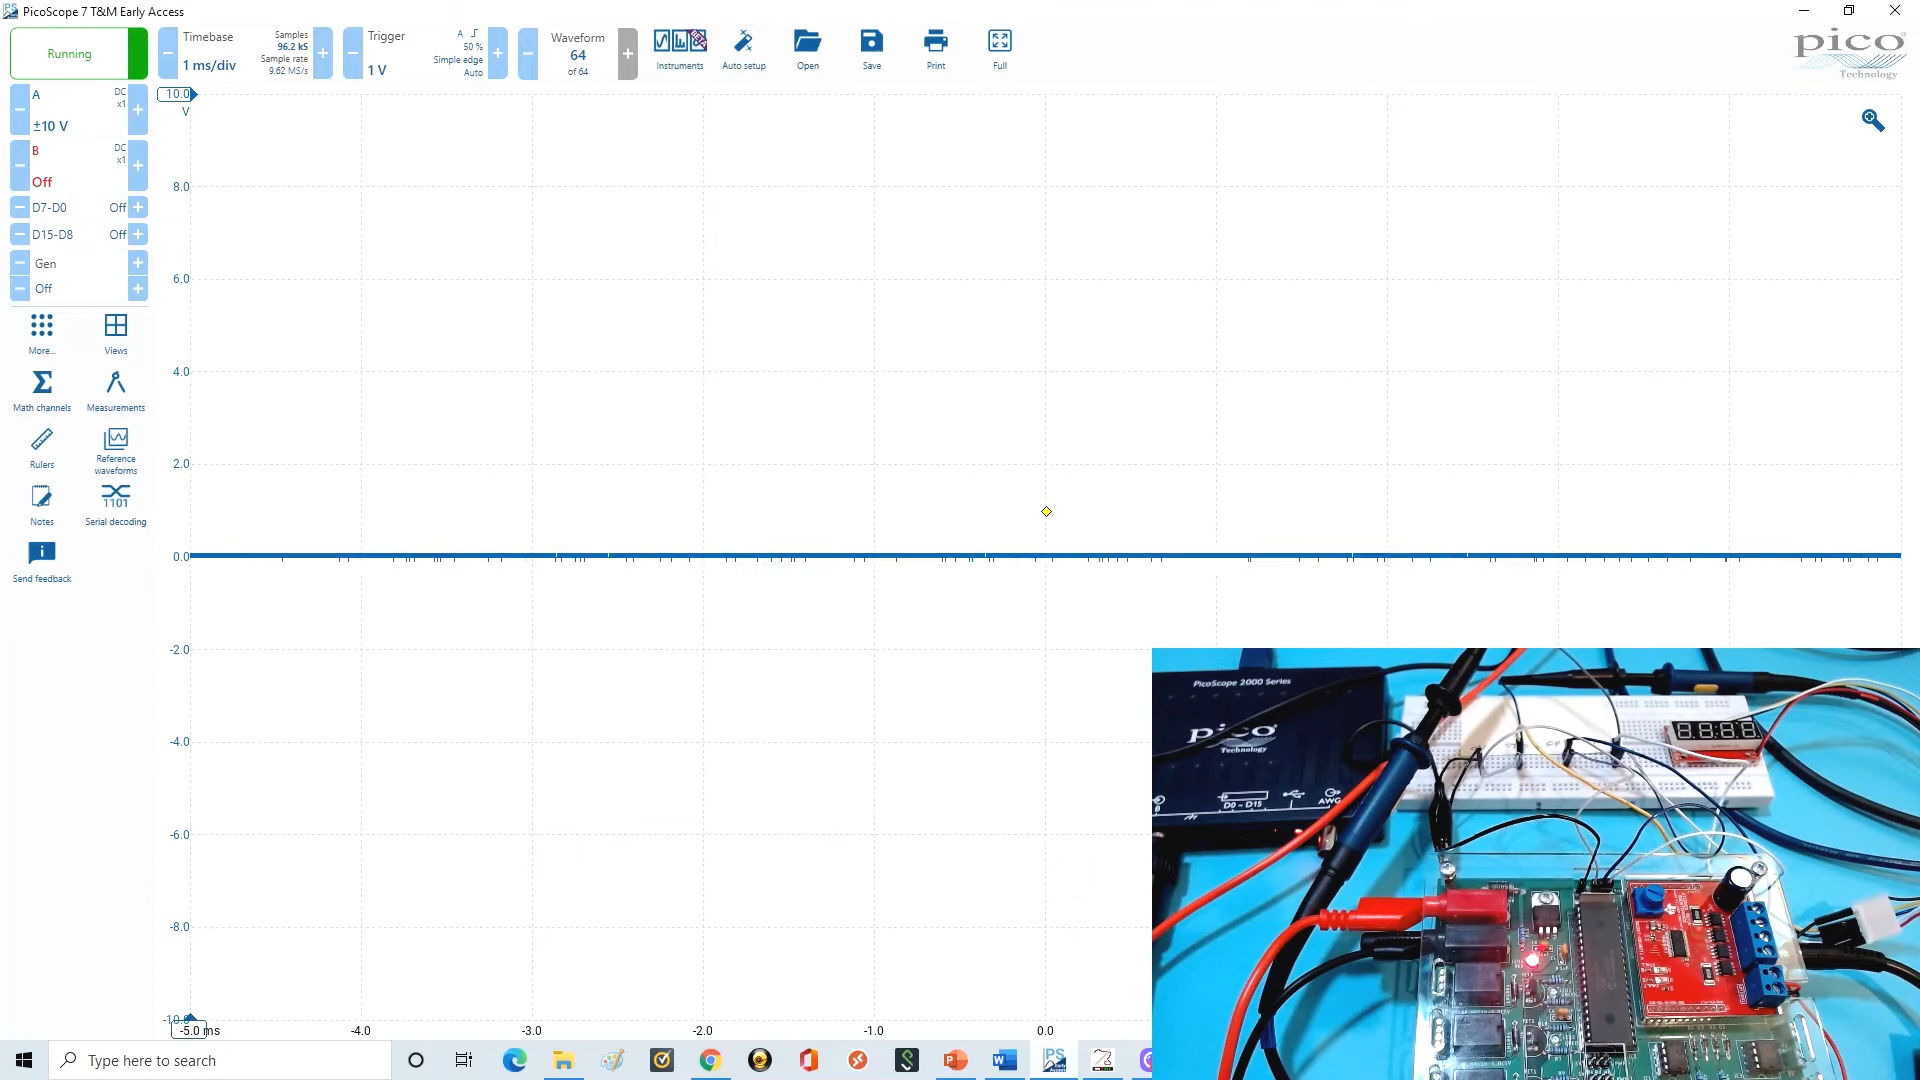 PicoScope 7 T&M Early Access
Running
Timebase
1 ms/div
Samples
96.2 kS
Sample rate
9.62 MS/s
Trigger
1 V
A
50 %
Simple edge
Auto
Waveform
64
of 64
Instruments
Auto setup
Open
Save
Print
Full
pico
Technology
A
DC
x1
±10 V
B
DC
x1
Off
D7-D0 Off
D15-D8 Off
Gen
Off
More...
Views
Math channels
Measurements
Rulers
Reference
waveforms
Notes
1101
Serial decoding
Send feedback
10.0
V
8.0
6.0
4.0
2.0
0.0
-2.0
-4.0
-6.0
-8.0
-10.0
-5.0 ms
-4.0
-3.0
-2.0
-1.0
0.0
PicoScope 2000 Series
pico
Technology
B
D0 – D15
AWG
Type here to search
PS
Early
Access